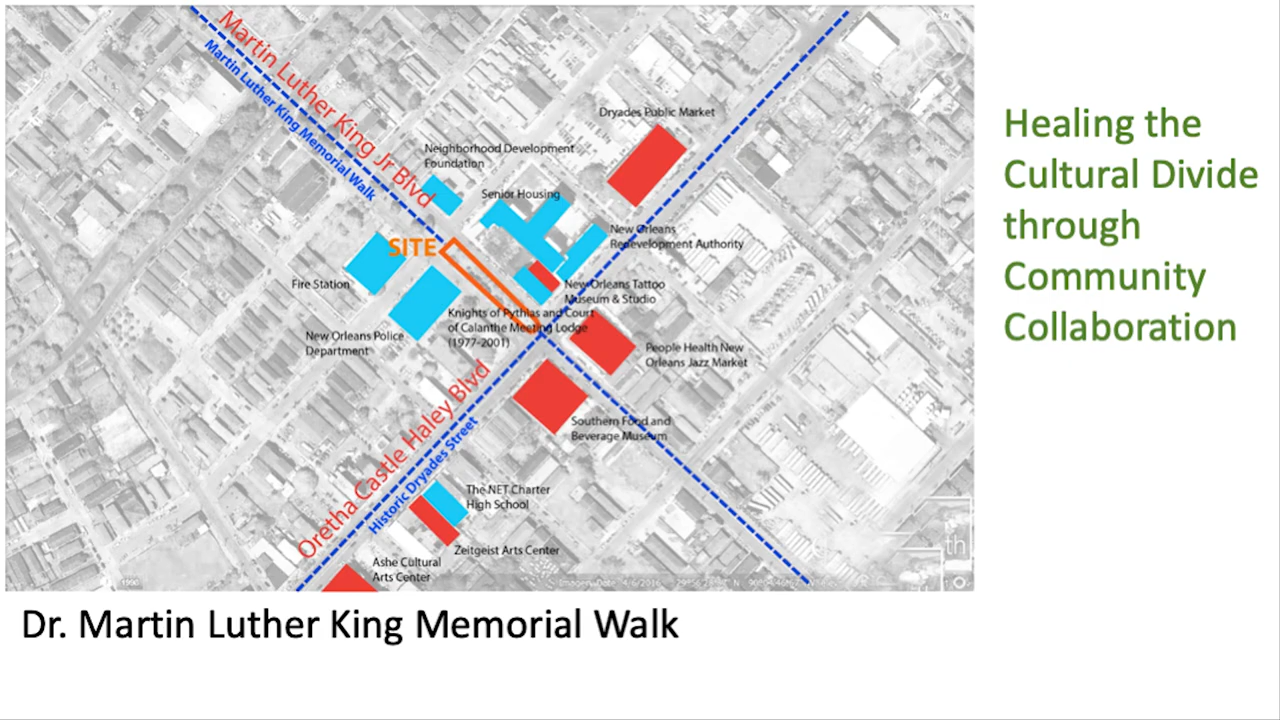 Martin Luther King Jr Blvd
Martin Luther King Memorial Walk
Dryades Public Market
Neighborhood Development
Foundation
Senior Housing
New Orleans
Redevelopment Authority
SITE
Fire Station
New Orleans Tattoo
Museum & Studio
Knights of Pythias and Court
of Calanthe Meeting Lodge
(1977-2001)
New Orleans Police
Department
People Health New
Orleans Jazz Market
Oretha Castle Haley Blvd
Historic Dryades Street
Southern Food and
Beverage Museum
The NET Charter
High School
Zeitgeist Arts Center
Ashe Cultural
Arts Center
Healing the
Cultural Divide
through
Community
Collaboration
Dr. Martin Luther King Memorial Walk